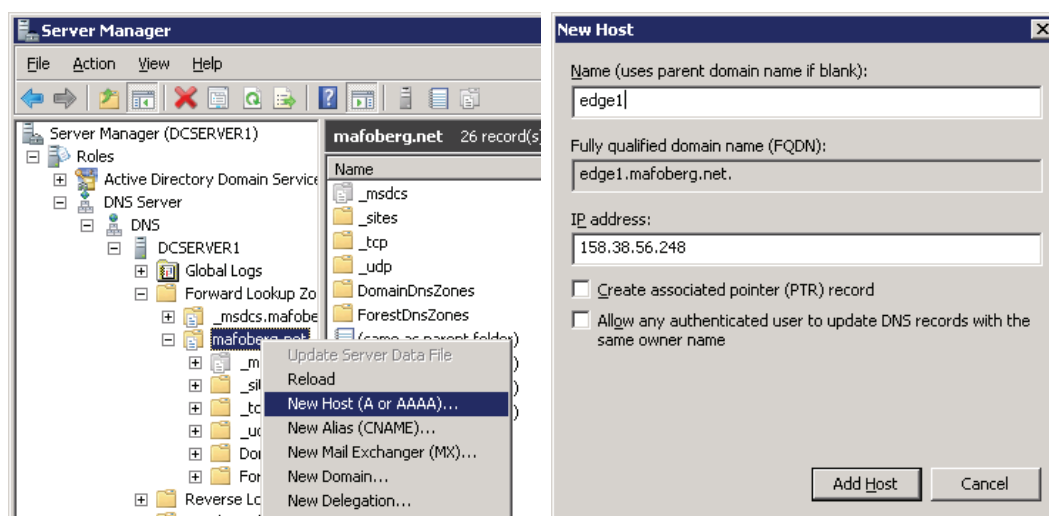 Server Manager
File Action View Help
Server Manager (DCSERVER1)
Roles
Active Directory Domain Service
DNS Server
DNS
DCSERVER1
Global Logs
Forward Lookup Zo
_msdcs.mafobe
mafoberg.net
_m
_si
_tc
_u
Do
For
Reverse Lo
mafoberg.net 26 record(s)
Name
_msdcs
_sites
_tcp
_udp
DomainDnsZones
ForestDnsZones
(same as parent folder)
Update Server Data File
Reload
New Host (A or AAAA)...
New Alias (CNAME)...
New Mail Exchanger (MX)...
New Domain...
New Delegation...
New Host
Name (uses parent domain name if blank):
edge1
Fully qualified domain name (FQDN):
edge1.mafoberg.net.
IP address:
158.38.56.248
Create associated pointer (PTR) record
Allow any authenticated user to update DNS records with the
same owner name
Add Host Cancel